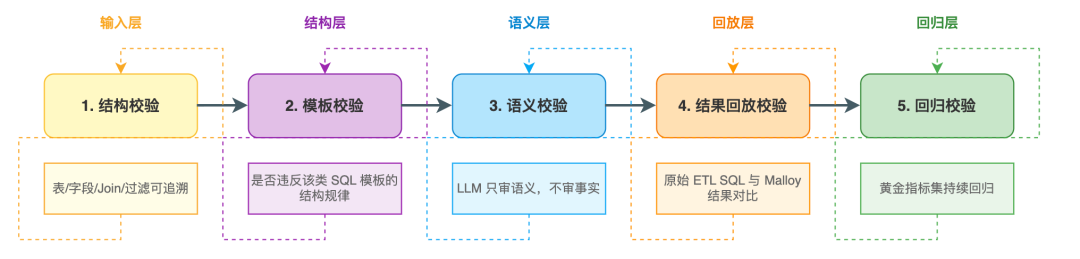 输入层
结构层
语义层
回放层
回归层
1. 结构校验
2. 模板校验
3. 语义校验
4. 结果回放校验
5. 回归校验
表/字段/Join/过滤可追溯
是否违反该类 SQL 模板的
结构规律
LLM 只审语义，不审事实
原始 ETL SQL 与 Malloy
结果对比
黄金指标集持续回归